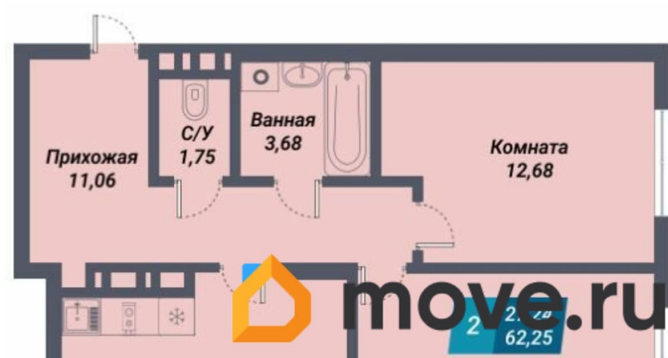 Прихожая
11,06
С/У
1,75
Ванная
3,68
Комната
12,68
move.ru
2
62,25